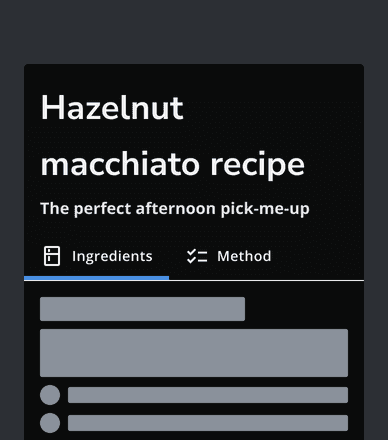 Hazelnut
macchiato recipe
The perfect afternoon pick-me-up
Ingredients
Method